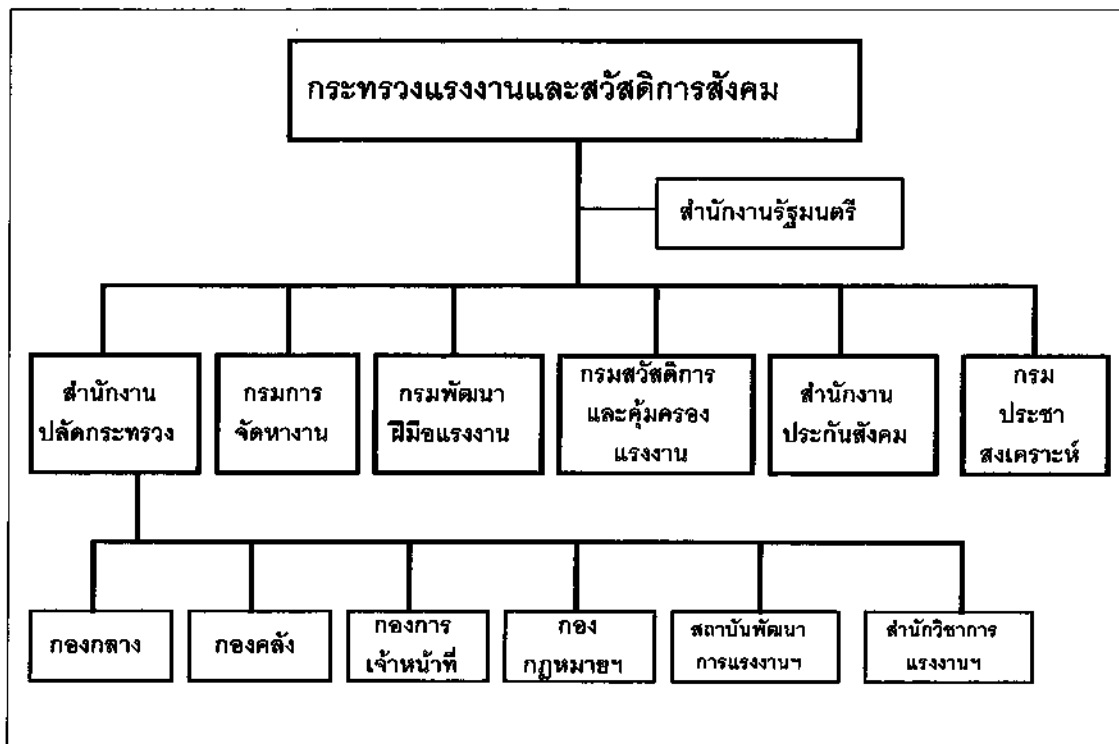 กระทรวงแรงงานและสวัสดิการสังคม
สำนักงานรัฐมนตรี
สำนักงาน
ปลัดกระทรวง
กรมการ
จัดหางาน
กรมพัฒนา
ฝีมือแรงงาน
กรมสวัสดิการ
และคุ้มครอง
แรงงาน
สำนักงาน
ประกันสังคม
กรม
ประชา
สงเคราะห์
กองกลาง
กองคลัง
กองการ
เจ้าหน้าที่
กอง
กฎหมายฯ
สถาบันพัฒนา
การแรงงานฯ
สำนักวิชาการ
แรงงานฯ